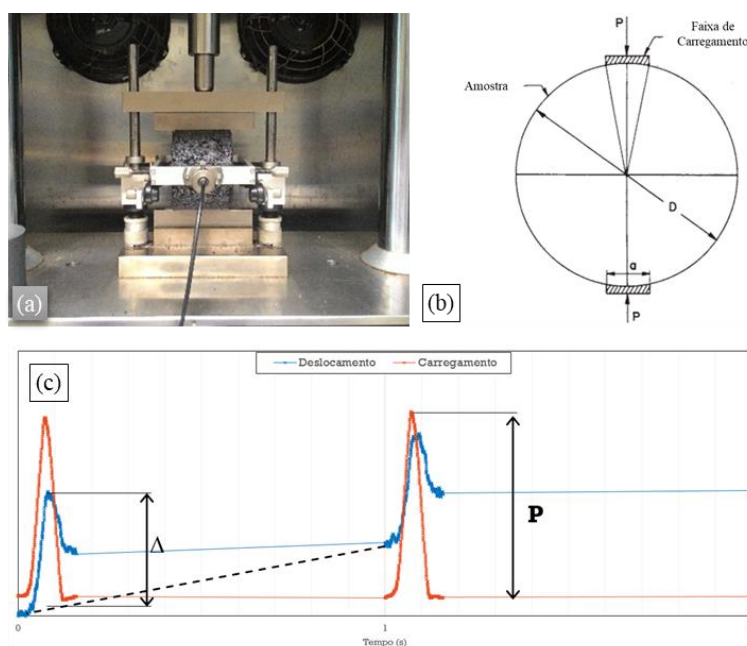 (a)
(b)
P
Faixa de
Carregamento
Amostra
D
a
P
(c)
Deslocamento
Carregamento
Δ
P
0
1
Tempo (s)